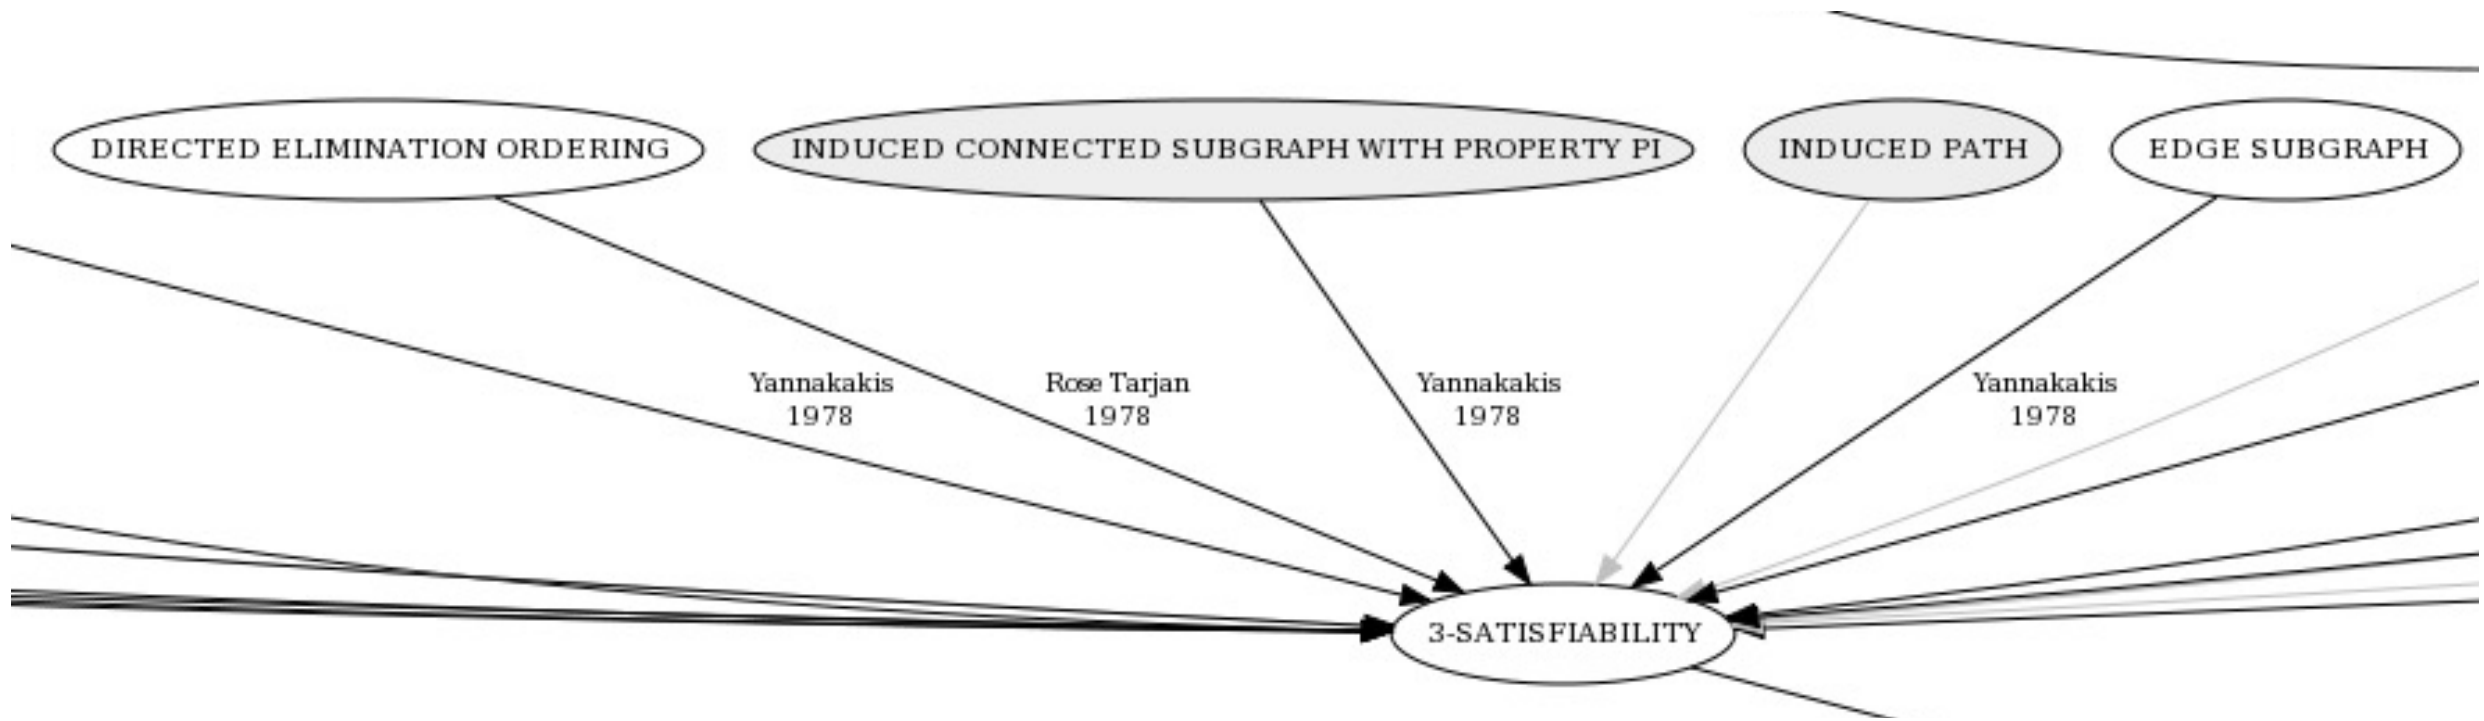 DIRECTED ELIMINATION ORDERING
INDUCED CONNECTED SUBGRAPH WITH PROPERTY PI
INDUCED PATH
EDGE SUBGRAPH
Yannakakis
1978
Rose Tarjan
1978
Yannakakis
1978
Yannakakis
1978
3-SATISFIABILITY